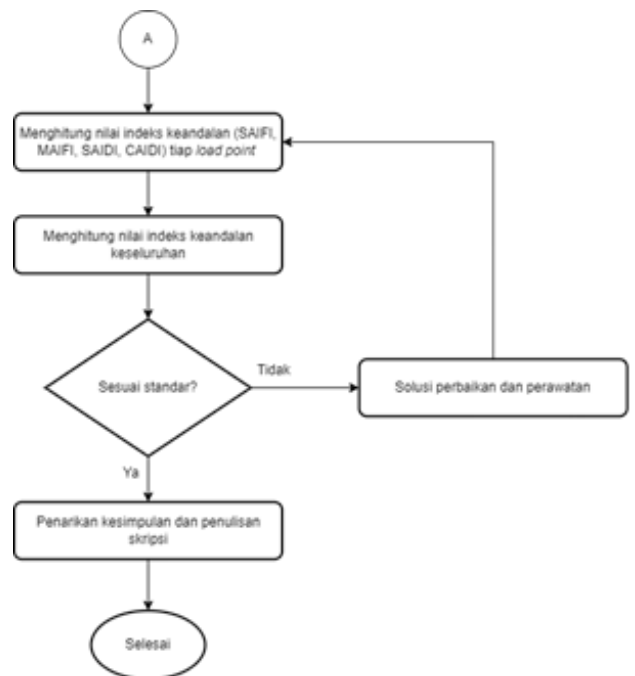 A
Menghitung nilai indeks keandalan (SAIFI,
MAIFI, SAIDI, CAIDI) tiap load point
Menghitung nilai indeks keandalan
keseluruhan
Sesuai standar?
Tidak
Solusi perbaikan dan perawatan
Ya
Penarikan kesimpulan dan penulisan
skripsi
Selesai